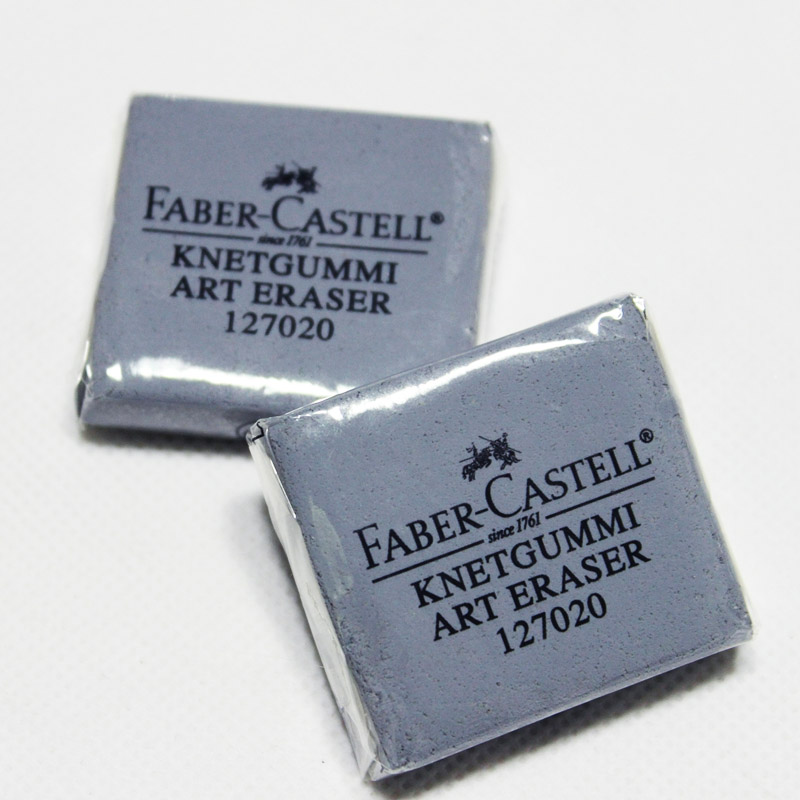 FABER-CASTELL®
since 1761
KNETGUMMI
ART ERASER
127020
FABER-CASTELL®
since 1761
KNETGUMMI
ART ERASER
127020